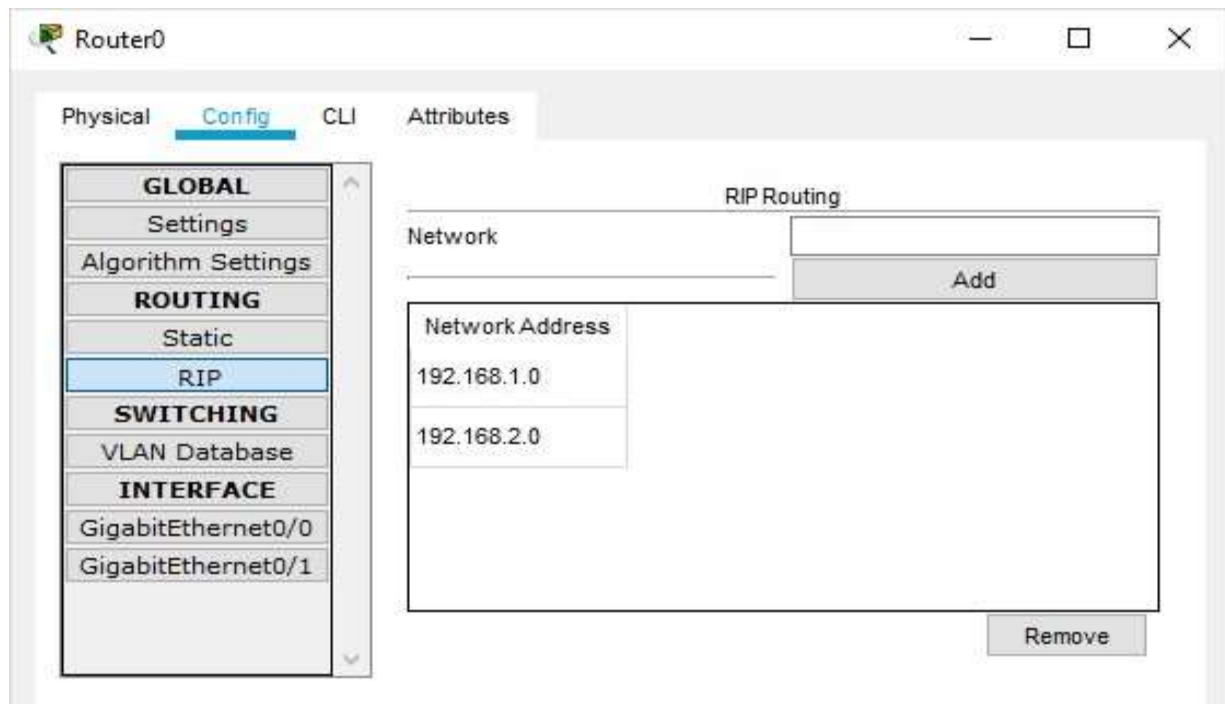 Router0
Physical Config CLI Attributes
GLOBAL
Settings
Algorithm Settings
ROUTING
Static
RIP
SWITCHING
VLAN Database
INTERFACE
GigabitEthernet0/0
GigabitEthernet0/1
RIP Routing
Network
Add
Network Address
192.168.1.0
192.168.2.0
Remove